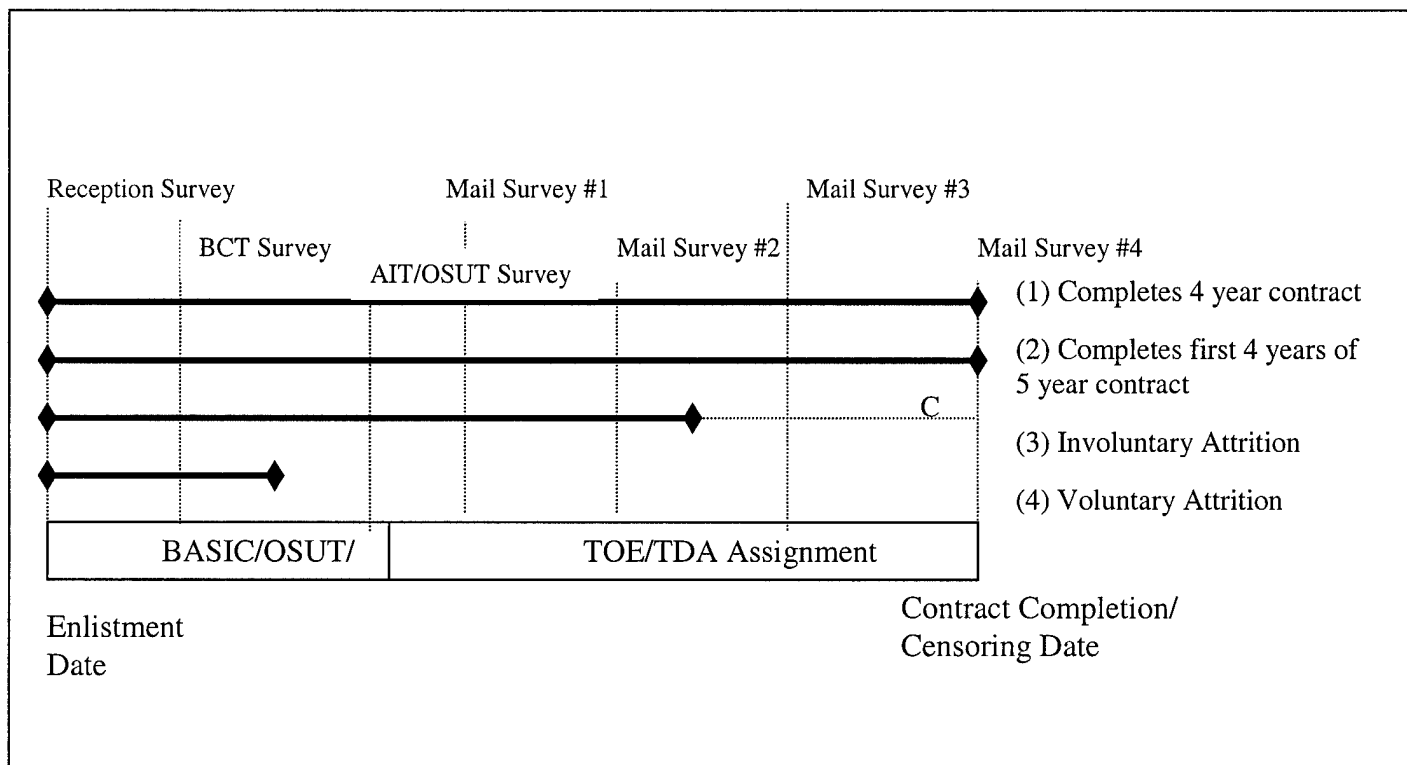 Reception Survey
Mail Survey #1
Mail Survey #3
BCT Survey
Mail Survey #2
Mail Survey #4
AIT/OSUT Survey
(1) Completes 4 year contract
(2) Completes first 4 years of
5 year contract
C
(3) Involuntary Attrition
(4) Voluntary Attrition
BASIC/OSUT/
TOE/TDA Assignment
Enlistment
Date
Contract Completion/
Censoring Date